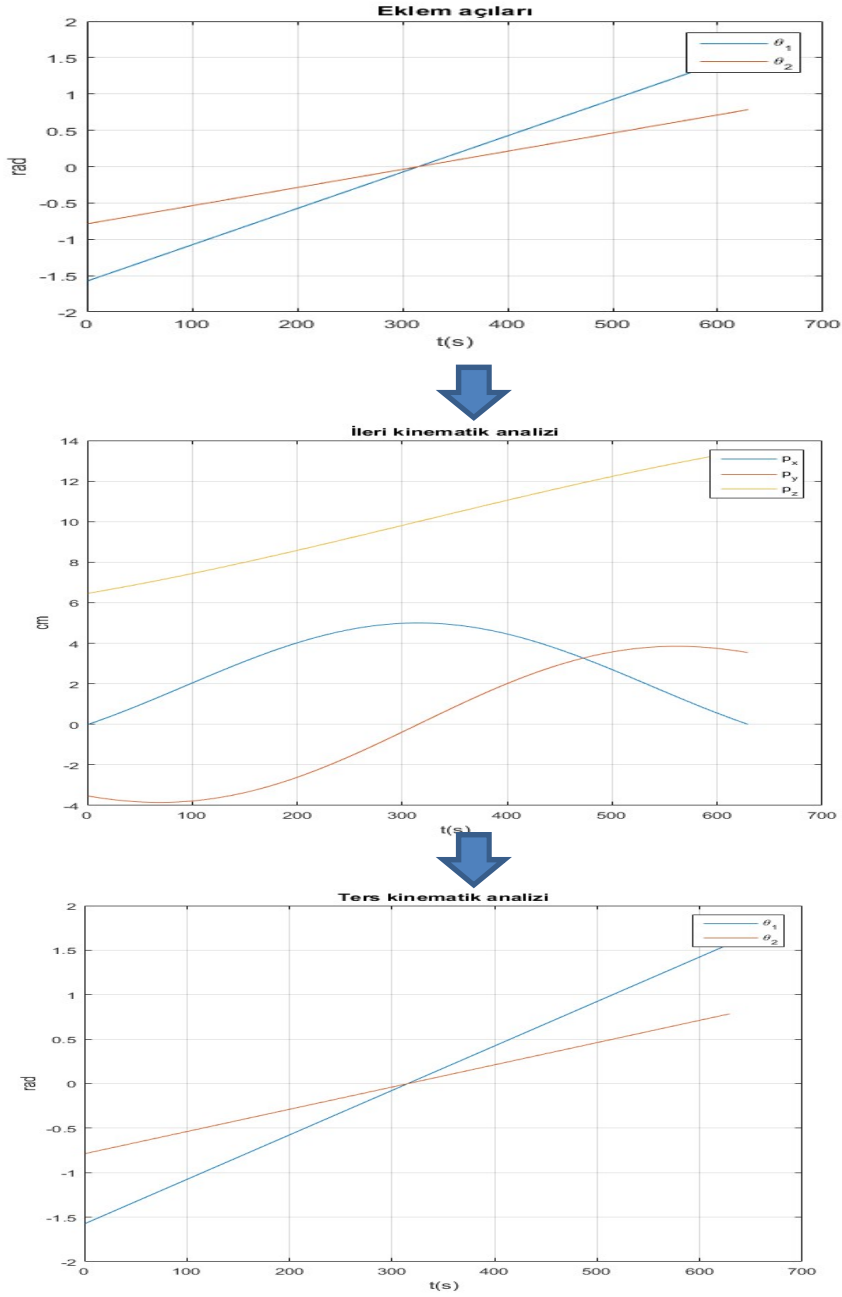 Eklem açıları
θ1
θ2
2
1.5
1
0.5
0
-0.5
-1
-1.5
-2
rad
0 100 200 300 400 500 600 700
t(s)
İleri kinematik analizi
Px
Py
Pz
14
12
10
8
6
4
2
0
-2
-4
cm
0 100 200 300 400 500 600 700
t(s)
Ters kinematik analizi
θ1
θ2
2
1.5
1
0.5
0
-0.5
-1
-1.5
-2
rad
0 100 200 300 400 500 600 700
t(s)